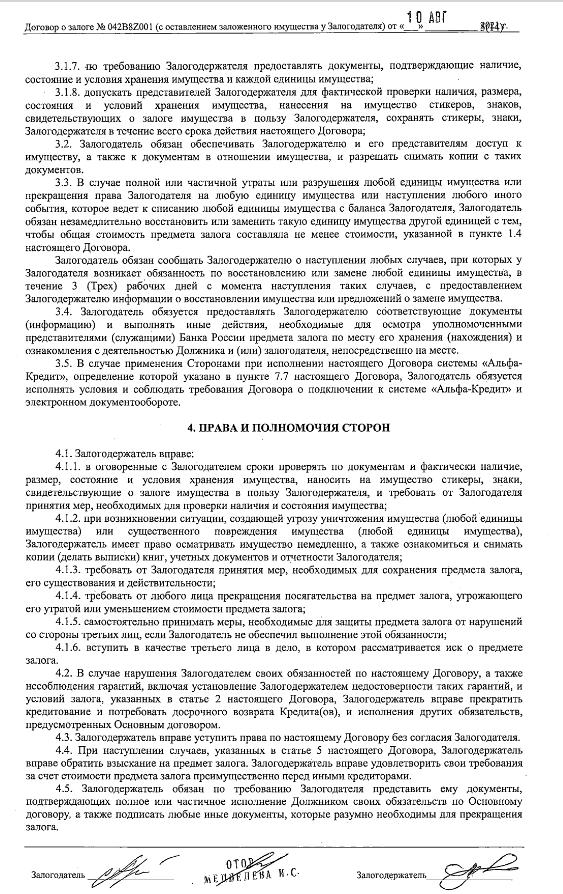 Договор о залоге № 042B8Z001 (с оставлением заложенного имущества у Залогодателя) от «__» 10 АВГ
3.1.7. по требованию Залогодержателя предоставлять документы, подтверждающие наличие,
состояние и условия хранения имущества и каждой единицы имущества;
3.1.8. допускать представителей Залогодержателя для фактической проверки наличия, размера,
состояния и условий хранения имущества, нанесения на имущество стикеров, знаков,
свидетельствующих о залоге имущества в пользу Залогодержателя, сохранять стикеры, знаки,
Залогодержателя в течение всего срока действия настоящего Договора;
3.2. Залогодатель обязан обеспечивать Залогодержателю и его представителям доступ к
имуществу, а также к документам в отношении имущества, и разрешать снимать копии с таких
документов.
3.3. В случае полной или частичной утраты или разрушения любой единицы имущества или
прекращения права Залогодателя на любую единицу имущества или наступления любого иного
события, которое ведет к списанию любой единицы имущества с баланса Залогодателя, Залогодатель
обязан незамедлительно восстановить или заменить такую единицу имущества другой единицей с тем,
чтобы общая стоимость предмета залога составляла не менее стоимости, указанной в пункте 1.4
настоящего Договора.
Залогодатель обязан сообщать Залогодержателю о наступлении любых случаев, при которых у
Залогодателя возникает обязанность по восстановлению или замене любой единицы имущества, в
течение 3 (Трех) рабочих дней с момента наступления таких случаев, с предоставлением
Залогодержателю информации о восстановлении имущества или предложений о замене имущества.
3.4. Залогодатель обязуется предоставлять Залогодержателю соответствующие документы
(информацию) и выполнять иные действия, необходимые для осмотра уполномоченными
представителями (служащими) Банка России предмета залога по месту его хранения (нахождения) и
ознакомления с деятельностью Должника и (или) залогодателя, непосредственно на месте.
3.5. В случае применения Сторонами при исполнении настоящего Договора системы «Альфа-
Кредит», определение которой указано в пункте 7.7 настоящего Договора, Залогодатель обязуется
исполнять условия и соблюдать требования Договора о подключении к системе «Альфа-Кредит» и
электронном документообороте.
4. ПРАВА И ПОЛНОМОЧИЯ СТОРОН
4.1. Залогодержатель вправе:
4.1.1. в оговоренные с Залогодателем сроки проверять по документам и фактически наличие,
размер, состояние и условия хранения имущества, наносить на имущество стикеры, знаки,
свидетельствующие о залоге имущества в пользу Залогодержателя, и требовать от Залогодателя
принятия мер, необходимых для проверки наличия и состояния имущества;
4.1.2. при возникновении ситуации, создающей угрозу уничтожения имущества (любой единицы
имущества) или существенного повреждения имущества (любой единицы имущества),
Залогодержатель имеет право осматривать имущество немедленно, а также ознакомиться и снимать
копии (делать выписки) книг, учетных документов и отчетности Залогодателя;
4.1.3. требовать от Залогодателя принятия мер, необходимых для сохранения предмета залога,
его существования и действительности;
4.1.4. требовать от любого лица прекращения посягательства на предмет залога, угрожающего
его утратой или уменьшением стоимости предмета залога;
4.1.5. самостоятельно принимать меры, необходимые для защиты предмета залога от нарушений
со стороны третьих лиц, если Залогодатель не обеспечил выполнение этой обязанности;
4.1.6. вступить в качестве третьего лица в дело, в котором рассматривается иск о предмете
залога.
4.2. В случае нарушения Залогодателем своих обязанностей по настоящему Договору, а также
несоблюдения гарантий, включая установление Залогодержателем недостоверности таких гарантий, и
условий залога, указанных в статье 2 настоящего Договора, Залогодержатель вправе прекратить
кредитование и потребовать досрочного возврата Кредита(ов), и исполнения других обязательств,
предусмотренных Основным договором.
4.3. Залогодержатель вправе уступить права по настоящему Договору без согласия Залогодателя.
4.4. При наступлении случаев, указанных в статье 5 настоящего Договора, Залогодержатель
вправе обратить взыскание на предмет залога. Залогодержатель вправе удовлетворить свои требования
за счет стоимости предмета залога преимущественно перед иными кредиторами.
4.5. Залогодержатель обязан по требованию Залогодателя представить ему документы,
подтверждающих полное или частичное исполнение Должником своих обязательств по Основному
договору, а также подписать любые иные документы, которые разумно необходимы для прекращения
залога.
Залогодатель МЕДВЕДЕВА И.С. Залогодержатель